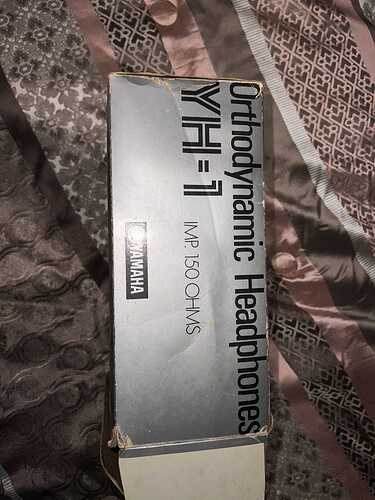 Orthodynamic Headphones
YH-1
IMP. 150 OHMS
YAMAHA